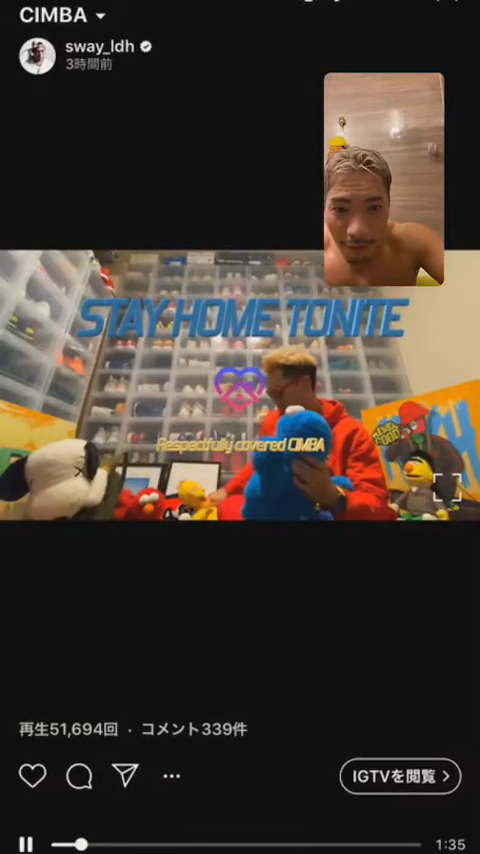 CIMBA
sway_ldh
3時間前
STAY HOME TONITE
Respectfully covered CIMBA
再生51,694回 · コメント339件
IGTVを閲覧
1:35